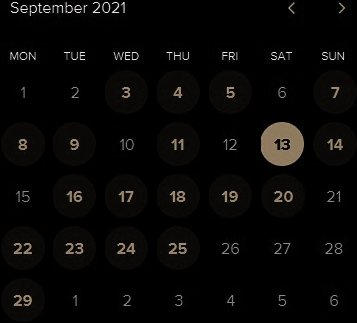 September 2021
MON TUE WED THU FRI SAT SUN
1 2 3 4 5 6 7
8 9 10 11 12 13 14
15 16 17 18 19 20 21
22 23 24 25 26 27 28
29 1 2 3 4 5 6